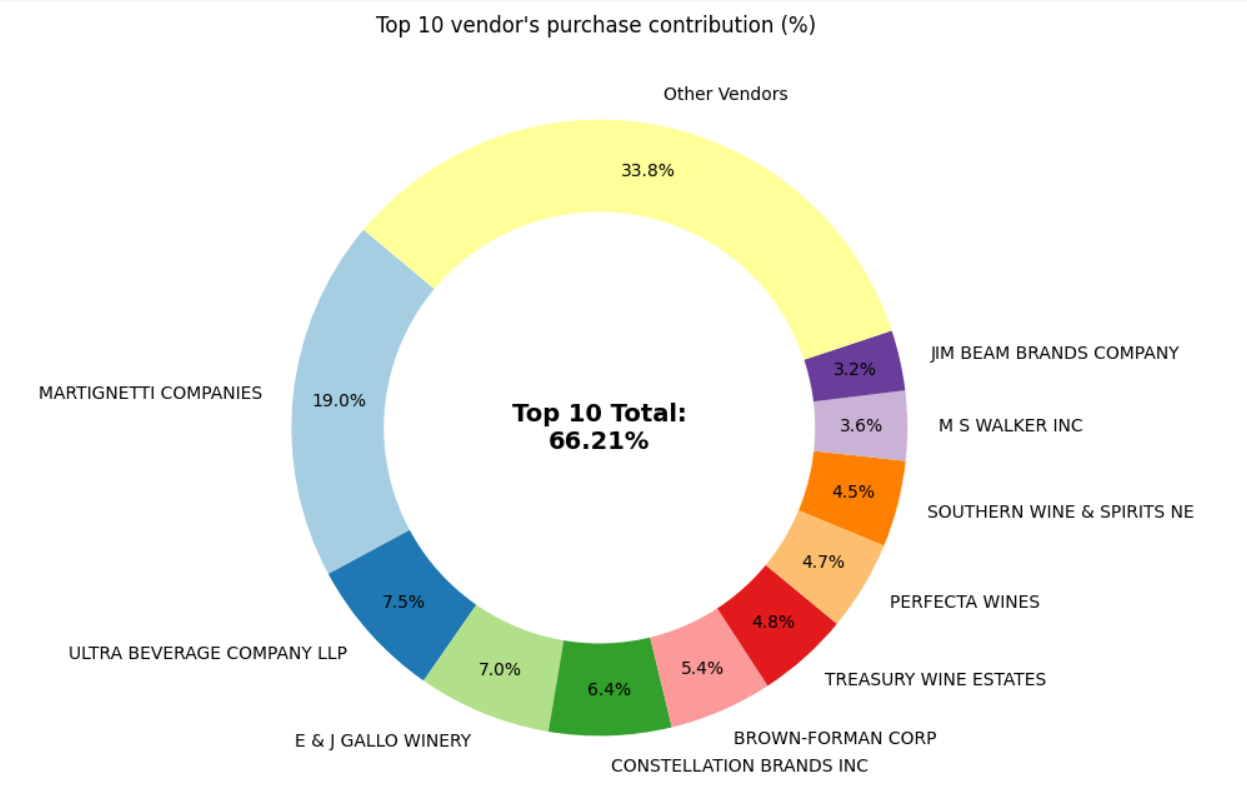 Top 10 vendor's purchase contribution (%)
Other Vendors
33.8%
JIM BEAM BRANDS COMPANY
3.2%
MARTIGNETTI COMPANIES
19.0%
Top 10 Total:
66.21%
3.6%
M S WALKER INC
4.5%
SOUTHERN WINE & SPIRITS NE
4.7%
PERFECTA WINES
7.5%
4.8%
ULTRA BEVERAGE COMPANY LLP
7.0%
5.4%
TREASURY WINE ESTATES
6.4%
E & J GALLO WINERY
BROWN-FORMAN CORP
CONSTELLATION BRANDS INC